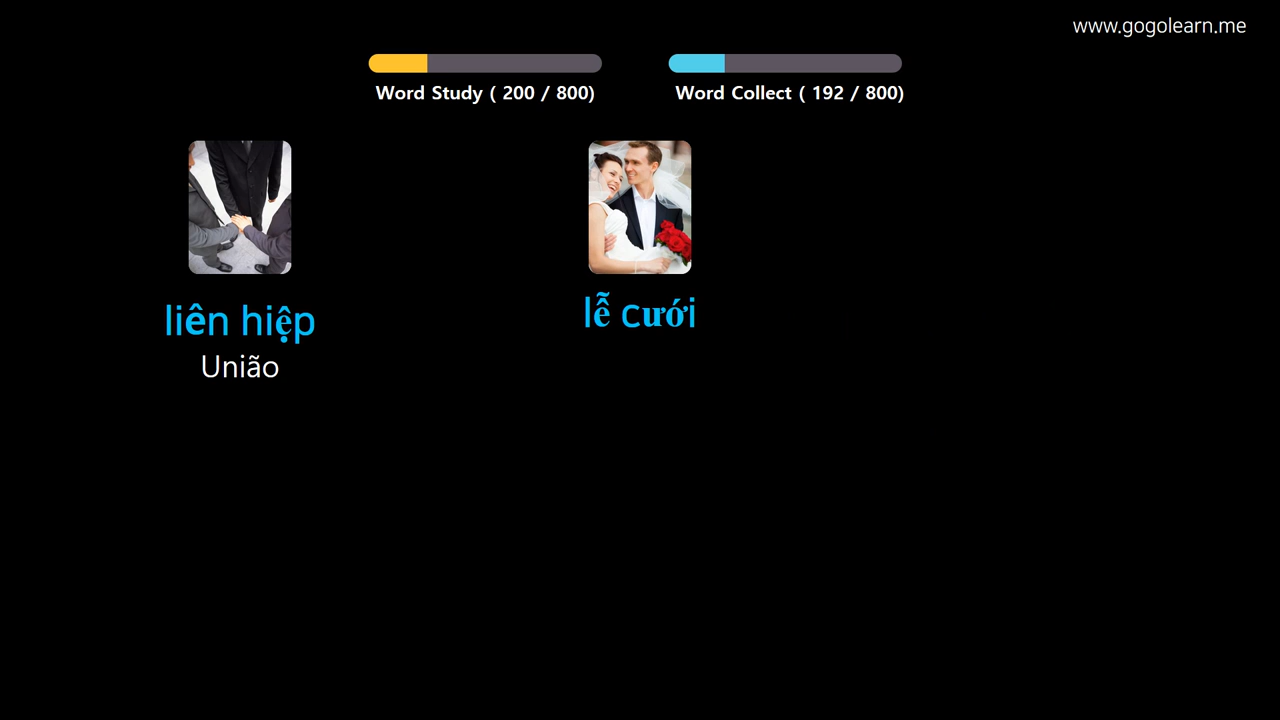 www.gogolearn.me
Word Study ( 200 / 800)
Word Collect ( 192 / 800)
liên hiệp
União
lễ cưới